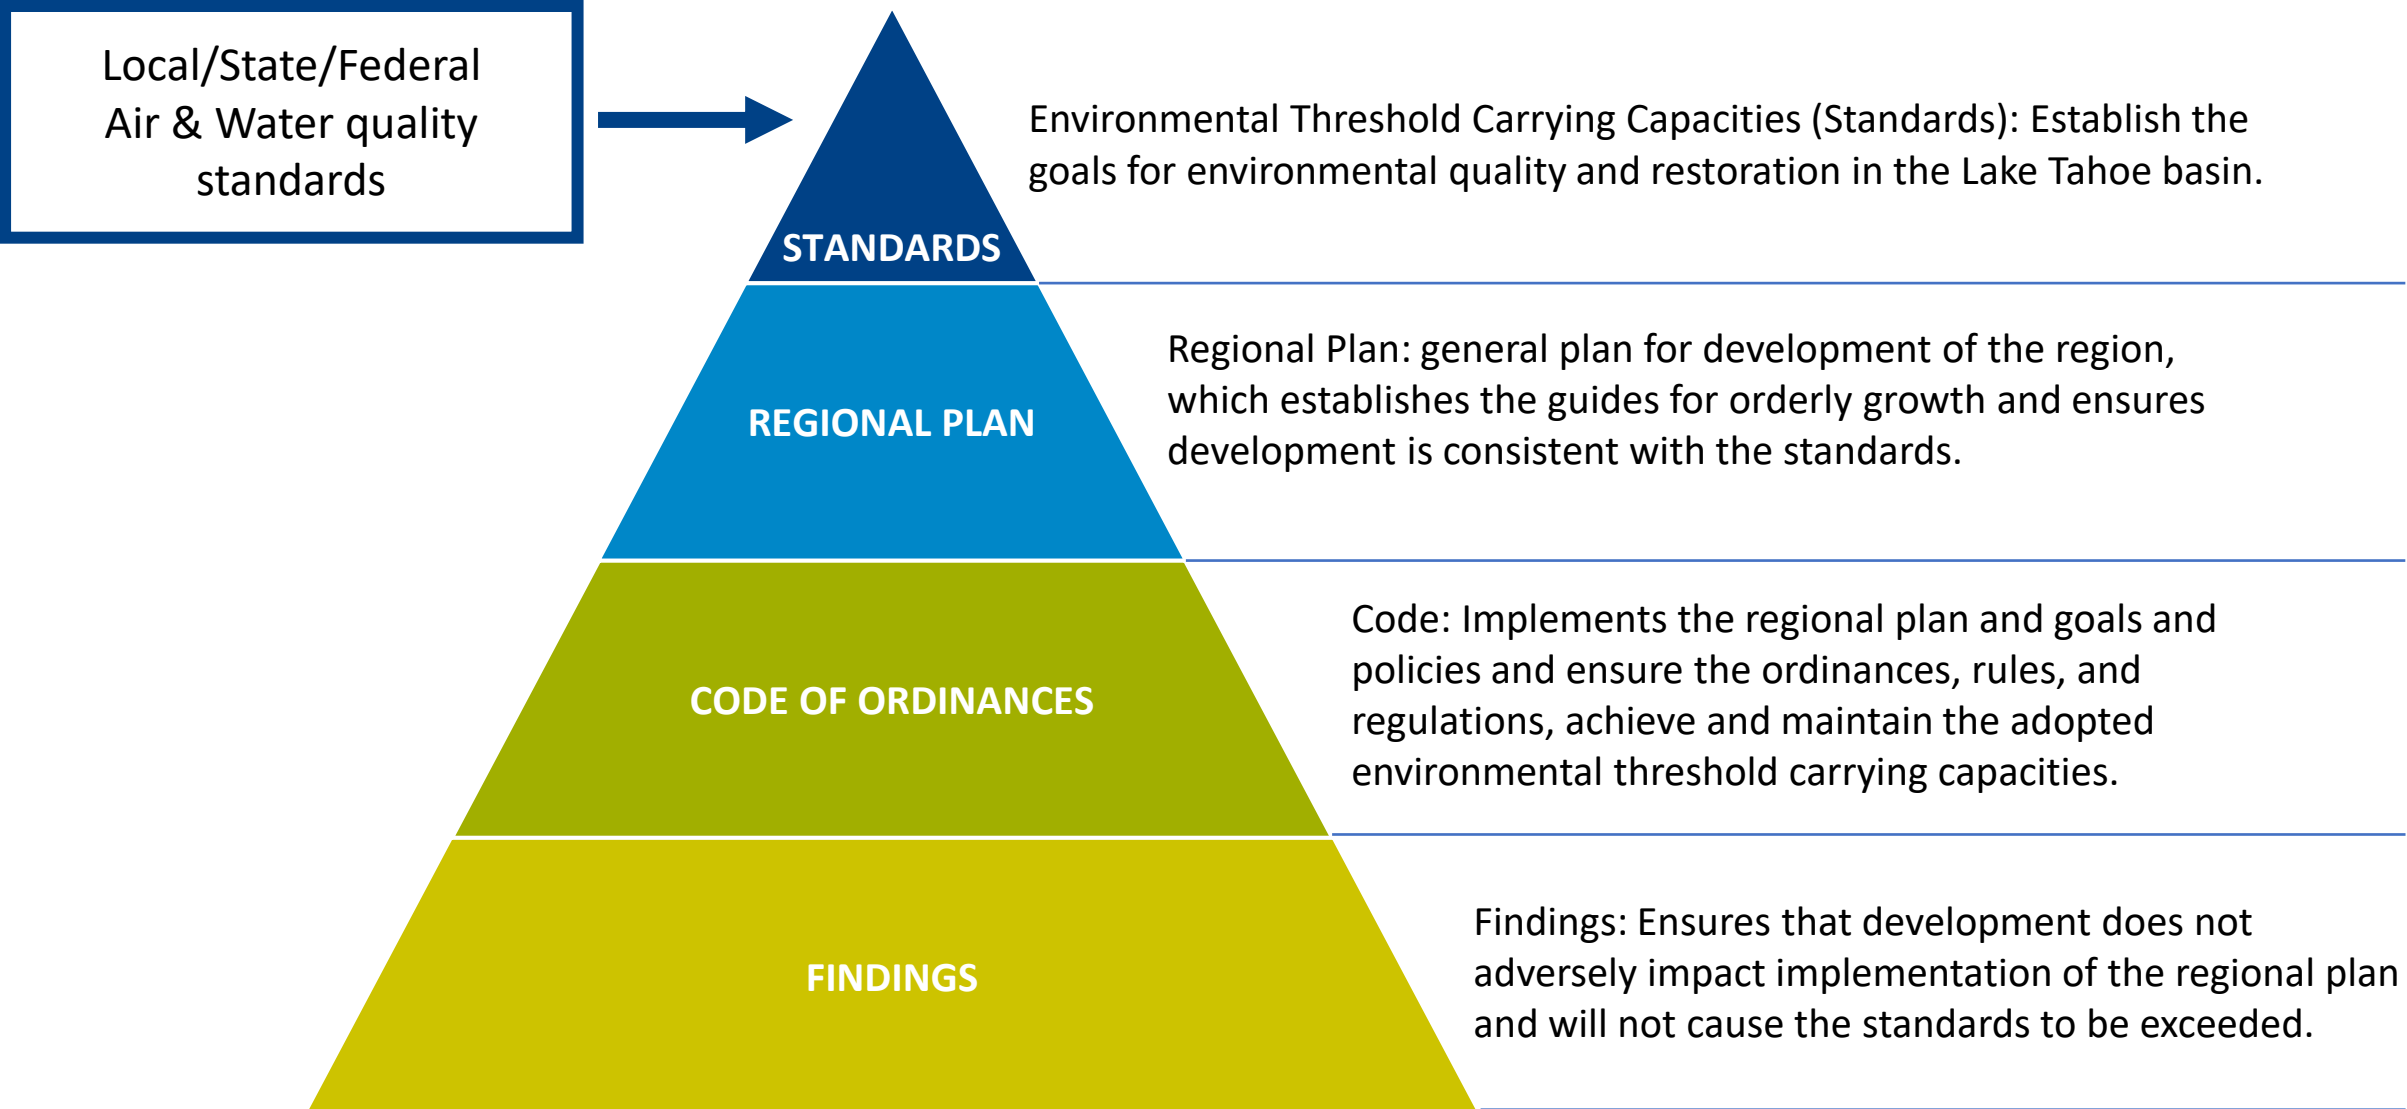 Local/State/Federal
Air & Water quality
standards
STANDARDS
Environmental Threshold Carrying Capacities (Standards): Establish the
goals for environmental quality and restoration in the Lake Tahoe basin.
REGIONAL PLAN
Regional Plan: general plan for development of the region,
which establishes the guides for orderly growth and ensures
development is consistent with the standards.
CODE OF ORDINANCES
Code: Implements the regional plan and goals and
policies and ensure the ordinances, rules, and
regulations, achieve and maintain the adopted
environmental threshold carrying capacities.
FINDINGS
Findings: Ensures that development does not
adversely impact implementation of the regional plan
and will not cause the standards to be exceeded.